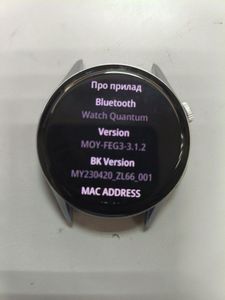 Про прилад
Bluetooth
Watch Quantum
Version
MOY-FEG3-3.1.2
BK Version
MY230420_ZL66_001
MAC ADDRESS